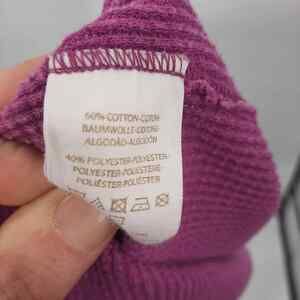 60% COTTON-COTON-
BAUMWOLLE-COTONE-
ALGODÃO-ALGODÓN
40% POLYESTER-POLYESTER-
POLYESTER-POLIESTERE-
POLIÉSTER-POLIÉSTER